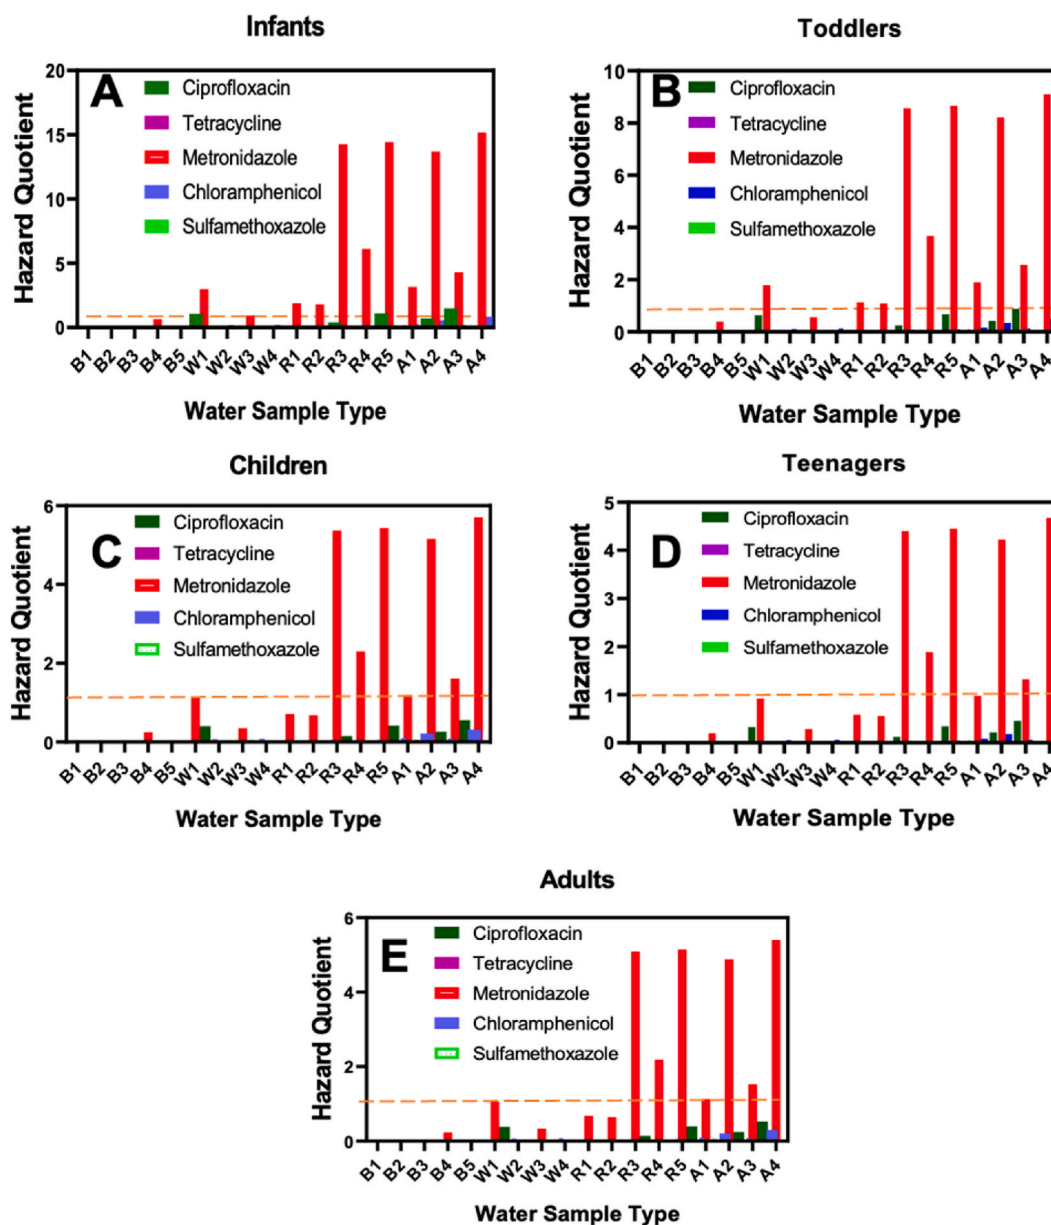 Infants
A
Ciprofloxacin
Tetracycline
Metronidazole
Chloramphenicol
Sulfamethoxazole
Hazard Quotient
20
15
10
5
0
B1 B2 B3 B4 B5 W1 W2 W3 W4 R1 R2 R3 R4 R5 A1 A2 A3 A4
Water Sample Type
Toddlers
B
Ciprofloxacin
Tetracycline
Metronidazole
Chloramphenicol
Sulfamethoxazole
Hazard Quotient
10
8
6
4
2
0
B1 B2 B3 B4 B5 W1 W2 W3 W4 R1 R2 R3 R4 R5 A1 A2 A3 A4
Water Sample Type
Children
C
Ciprofloxacin
Tetracycline
Metronidazole
Chloramphenicol
Sulfamethoxazole
Hazard Quotient
6
4
2
0
B1 B2 B3 B4 B5 W1 W2 W3 W4 R1 R2 R3 R4 R5 A1 A2 A3 A4
Water Sample Type
Teenagers
D
Ciprofloxacin
Tetracycline
Metronidazole
Chloramphenicol
Sulfamethoxazole
Hazard Quotient
5
4
3
2
1
0
B1 B2 B3 B4 B5 W1 W2 W3 W4 R1 R2 R3 R4 R5 A1 A2 A3 A4
Water Sample Type
Adults
E
Ciprofloxacin
Tetracycline
Metronidazole
Chloramphenicol
Sulfamethoxazole
Hazard Quotient
6
4
2
0
B1 B2 B3 B4 B5 W1 W2 W3 W4 R1 R2 R3 R4 R5 A1 A2 A3 A4
Water Sample Type